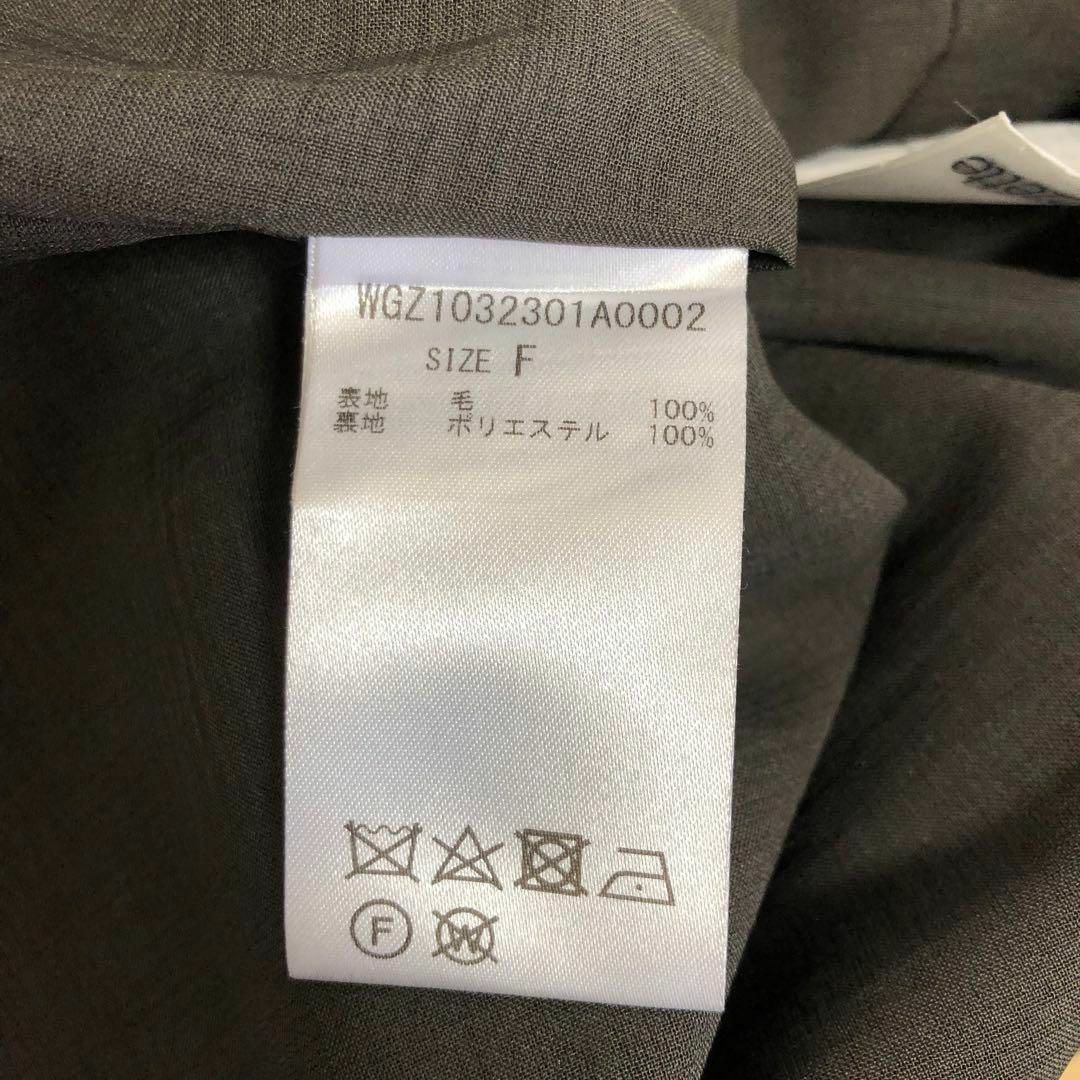 WGZ1032301A0002
SIZE F
表地 毛 100%
裏地 ポリエステル 100%
F W